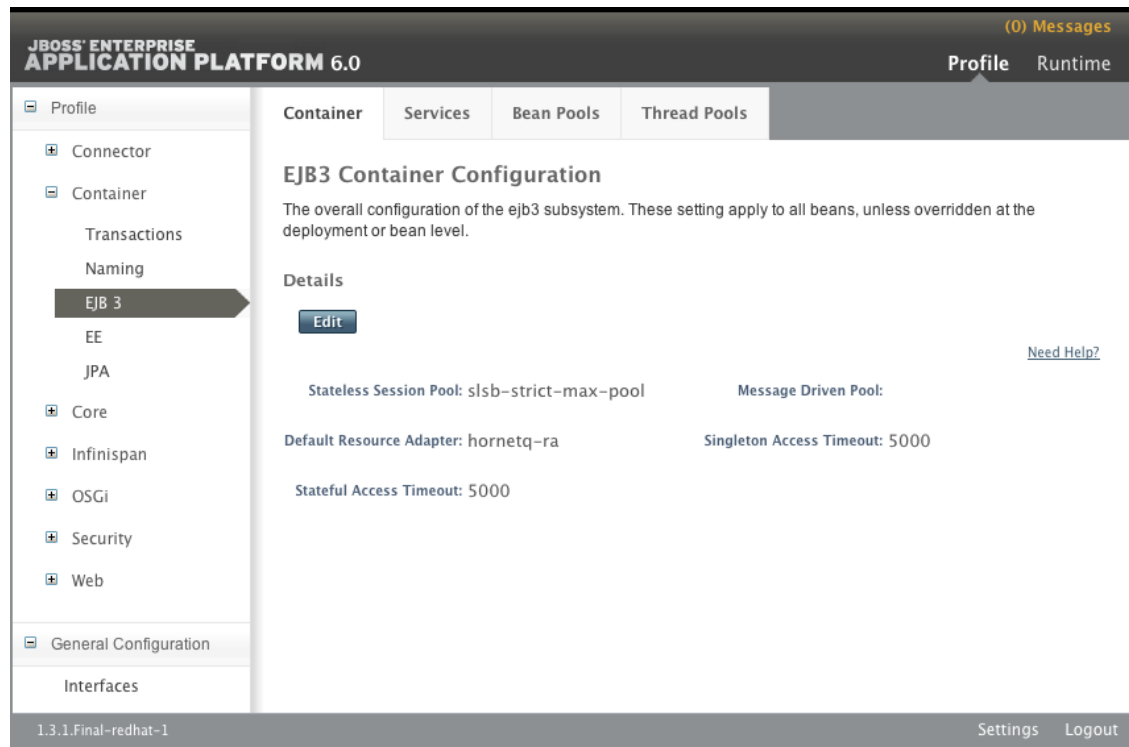 (0) Messages
JBOSS' ENTERPRISE
APPLICATION PLATFORM 6.0
Profile Runtime
Profile
Connector
Container
Transactions
Naming
EJB 3
EE
JPA
Core
Infinispan
OSGi
Security
Web
General Configuration
Interfaces
Container Services Bean Pools Thread Pools
EJB3 Container Configuration
The overall configuration of the ejb3 subsystem. These setting apply to all beans, unless overridden at the
deployment or bean level.
Details
Edit
Need Help?
Stateless Session Pool: slsb-strict-max-pool Message Driven Pool:
Default Resource Adapter: hornetq-ra Singleton Access Timeout: 5000
Stateful Access Timeout: 5000
1.3.1.Final-redhat-1 Settings Logout